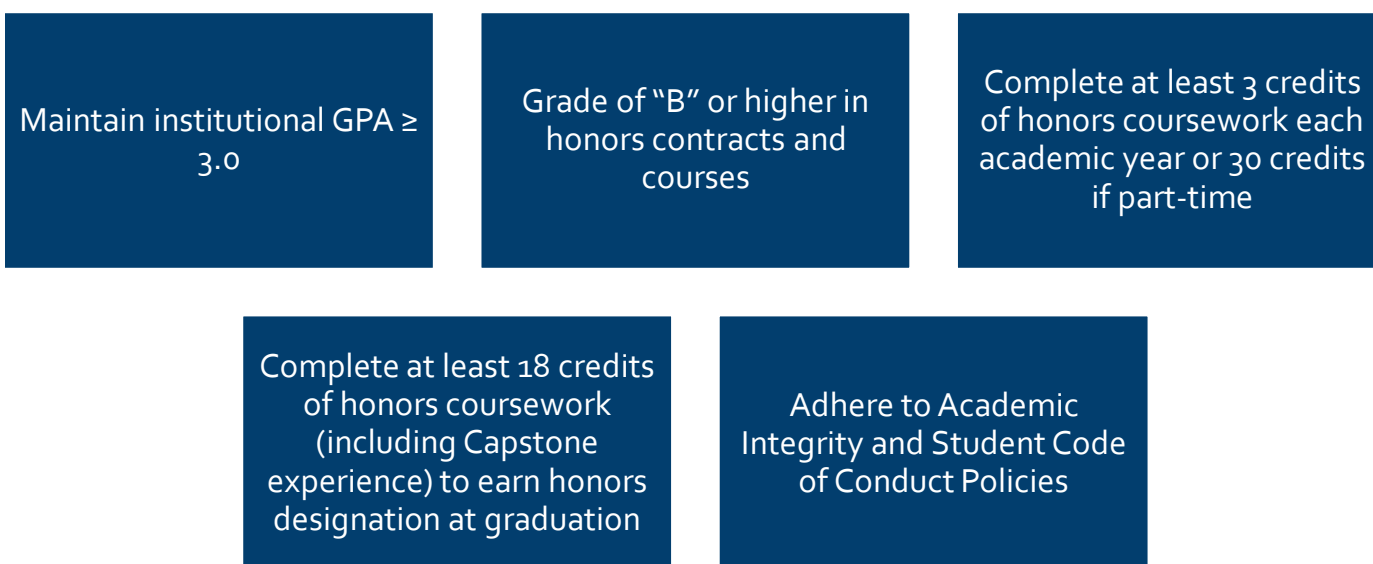 Maintain institutional GPA ≥
3.0
Grade of “B” or higher in
honors contracts and
courses
Complete at least 3 credits
of honors coursework each
academic year or 30 credits
if part-time
Complete at least 18 credits
of honors coursework
(including Capstone
experience) to earn honors
designation at graduation
Adhere to Academic
Integrity and Student Code
of Conduct Policies